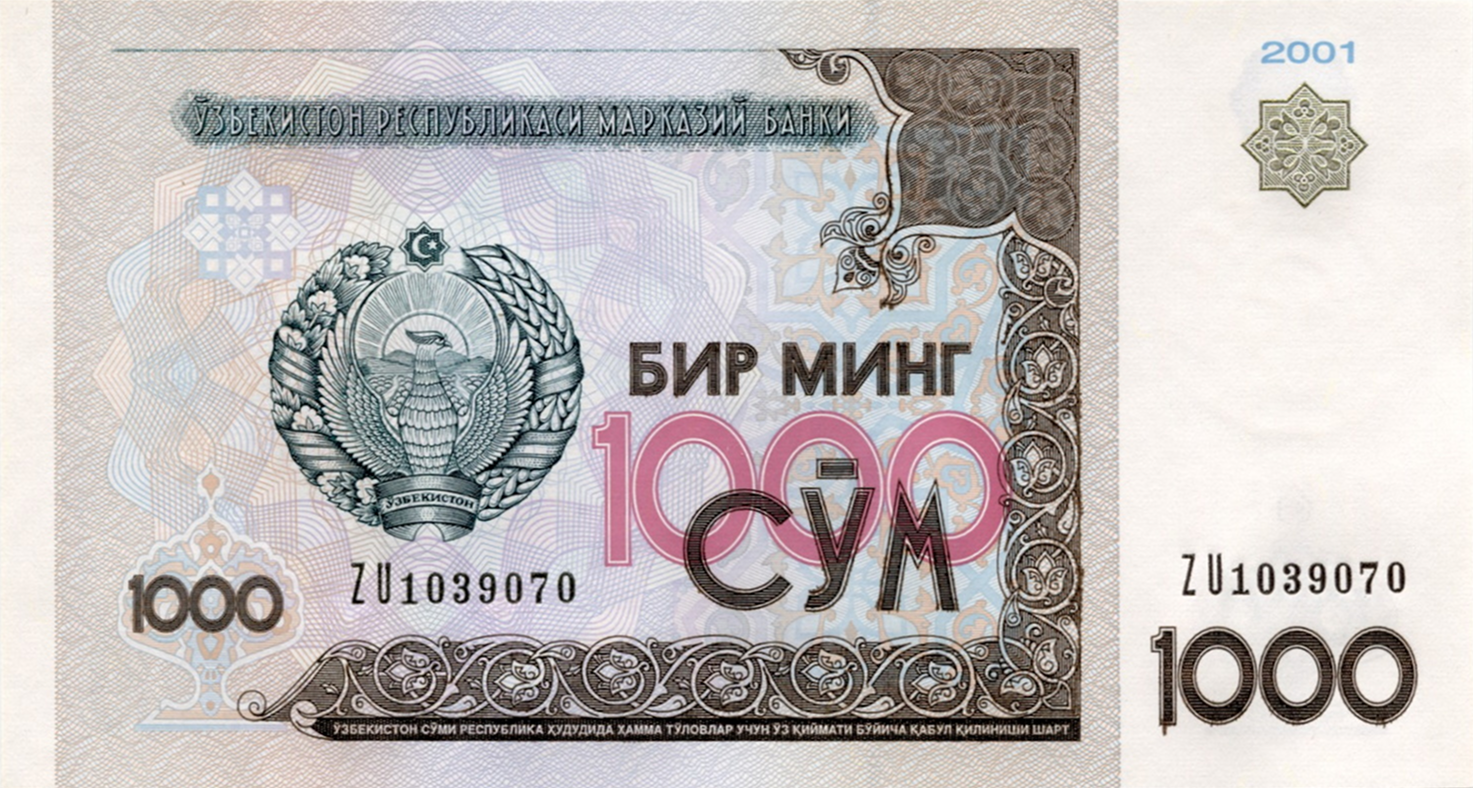 2001
ЎЗБЕКИСТОН РЕСПУБЛИКАСИ МАРКАЗИЙ БАНКИ
БИР МИНГ
1000
СЎМ
ЎЗБЕКИСТОН
ZU1039070
ZU1039070
1000
1000
ЎЗБЕКИСТОН СЎМИ РЕСПУБЛИКА ҲУДУДИДА ҲАММА ТЎЛОВЛАР УЧУН ЎЗ ҚИЙМАТИ БЎЙИЧА ҚАБУЛ ҚИЛИНИШИ ШАРТ